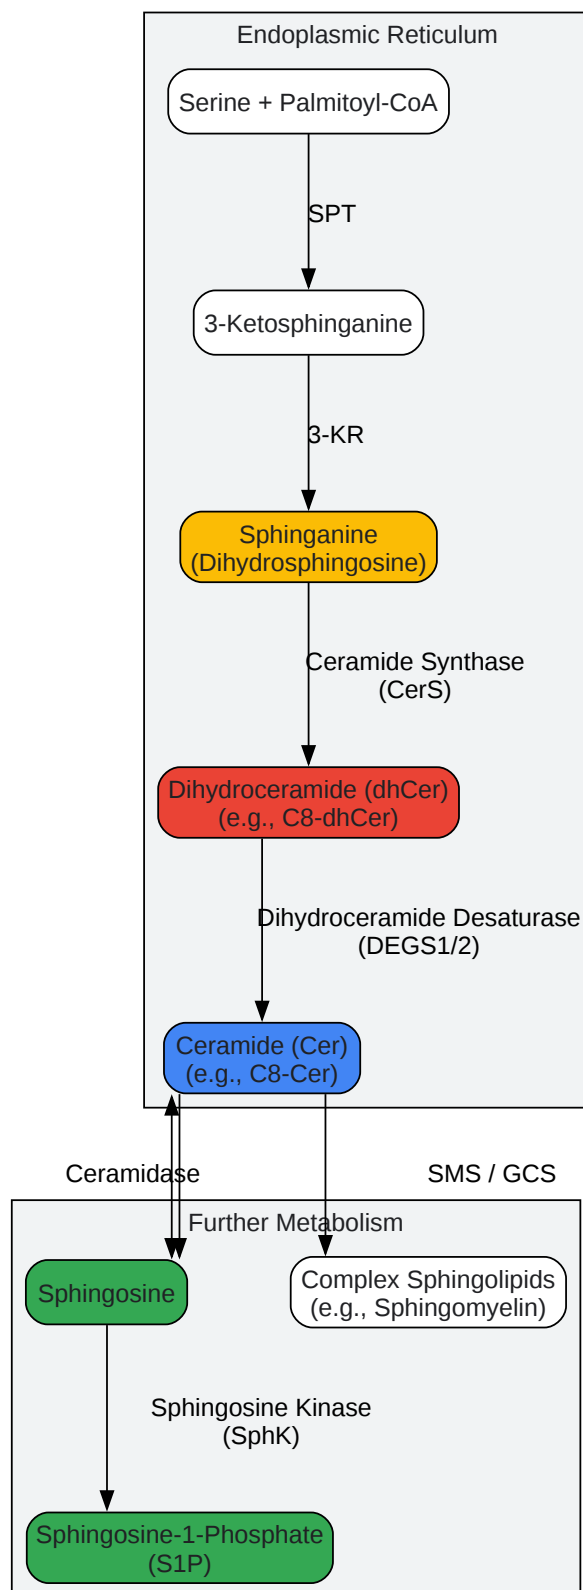 Endoplasmic Reticulum
Serine + Palmitoyl-CoA
SPT
3-Ketosphinganine
3-KR
Sphinganine
(Dihydrosphingosine)
Ceramide Synthase
(CerS)
Dihydroceramide (dhCer)
(e.g., C8-dhCer)
Dihydroceramide Desaturase
(DEGS1/2)
Ceramide (Cer)
(e.g., C8-Cer)
Ceramidase
SMS / GCS
Further Metabolism
Sphingosine
Complex Sphingolipids
(e.g., Sphingomyelin)
Sphingosine Kinase
(SphK)
Sphingosine-1-Phosphate
(S1P)